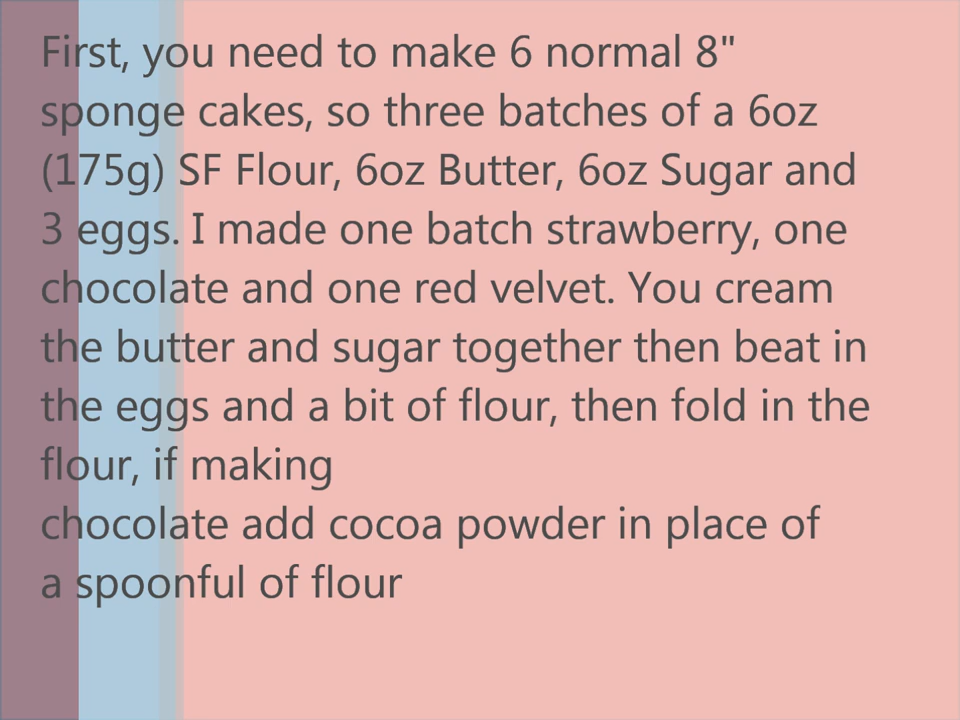 First, you need to make 6 normal 8"
sponge cakes, so three batches of a 6oz
(175g) SF Flour, 6oz Butter, 6oz Sugar and
3 eggs. I made one batch strawberry, one
chocolate and one red velvet. You cream
the butter and sugar together then beat in
the eggs and a bit of flour, then fold in the
flour, if making
chocolate add cocoa powder in place of
a spoonful of flour